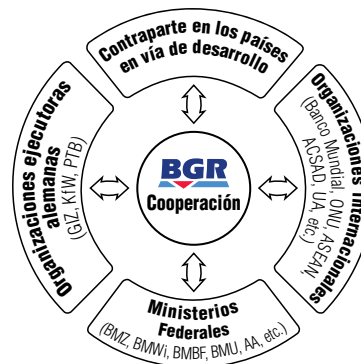 Contraparte en los países
en vía de desarrollo
Organizaciones ejecutoras
alemanas
(GIZ, KfW, PTB)
BGR
Cooperación
Organizaciones Internacionales
(Banco Mundial, ONU, ASEAN,
ACSAD, UA, etc.)
Ministerios
Federales
(BMZ, BMWi, BMBF, BMU, AA, etc.)